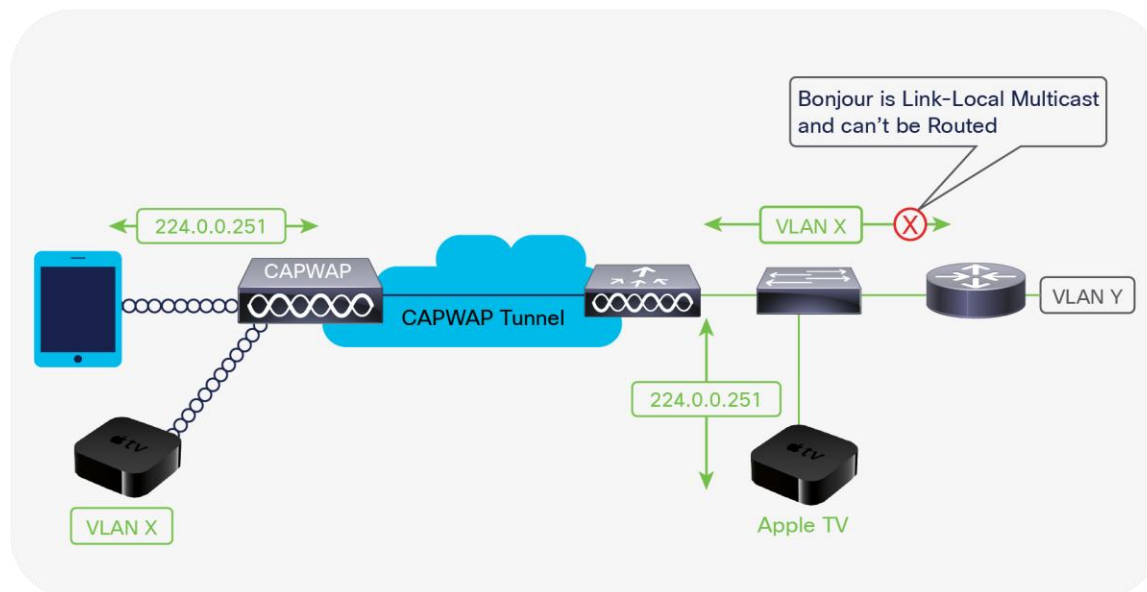 Bonjour is Link-Local Multicast
and can't be Routed
224.0.0.251
VLAN X
CAPWAP
CAPWAP Tunnel
VLAN Y
224.0.0.251
tv
tv
VLAN X
Apple TV